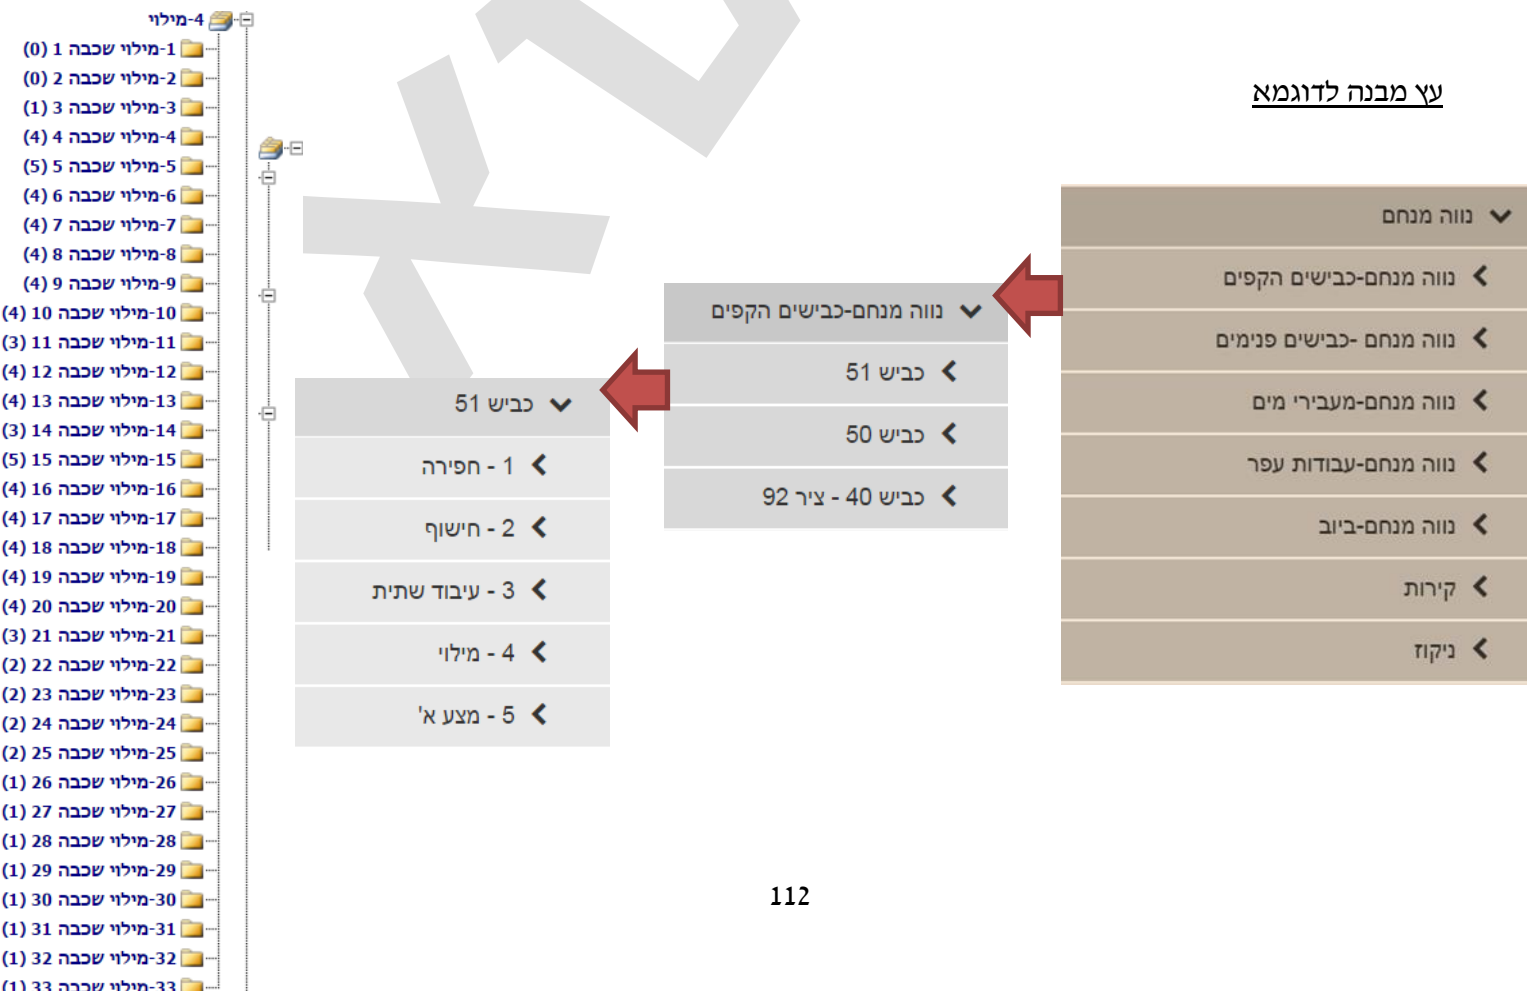 עץ מבנה לדוגמא
נווה מנחם
נווה מנחם-כבישים הקפים
נווה מנחם -כבישים פנימים
נווה מנחם-מעבירי מים
נווה מנחם-עבודות עפר
נווה מנחם-ביוב
קירות
ניקוז
נווה מנחם-כבישים הקפים
כביש 51
כביש 50
כביש 40 - ציר 92
כביש 51
1 - חפירה
2 - חישוף
3 - עיבוד שתית
4 - מילוי
5 - מצע א'
4-מילוי
1-מילוי שכבה 1 (0)
2-מילוי שכבה 2 (0)
3-מילוי שכבה 3 (1)
4-מילוי שכבה 4 (4)
5-מילוי שכבה 5 (5)
6-מילוי שכבה 6 (4)
7-מילוי שכבה 7 (4)
8-מילוי שכבה 8 (4)
9-מילוי שכבה 9 (4)
10-מילוי שכבה 10 (4)
11-מילוי שכבה 11 (3)
12-מילוי שכבה 12 (4)
13-מילוי שכבה 13 (4)
14-מילוי שכבה 14 (3)
15-מילוי שכבה 15 (5)
16-מילוי שכבה 16 (4)
17-מילוי שכבה 17 (4)
18-מילוי שכבה 18 (4)
19-מילוי שכבה 19 (4)
20-מילוי שכבה 20 (4)
21-מילוי שכבה 21 (3)
22-מילוי שכבה 22 (2)
23-מילוי שכבה 23 (2)
24-מילוי שכבה 24 (2)
25-מילוי שכבה 25 (2)
26-מילוי שכבה 26 (1)
27-מילוי שכבה 27 (1)
28-מילוי שכבה 28 (1)
29-מילוי שכבה 29 (1)
30-מילוי שכבה 30 (1)
31-מילוי שכבה 31 (1)
32-מילוי שכבה 32 (1)
33-מילוי שכבה 33 (1)
112